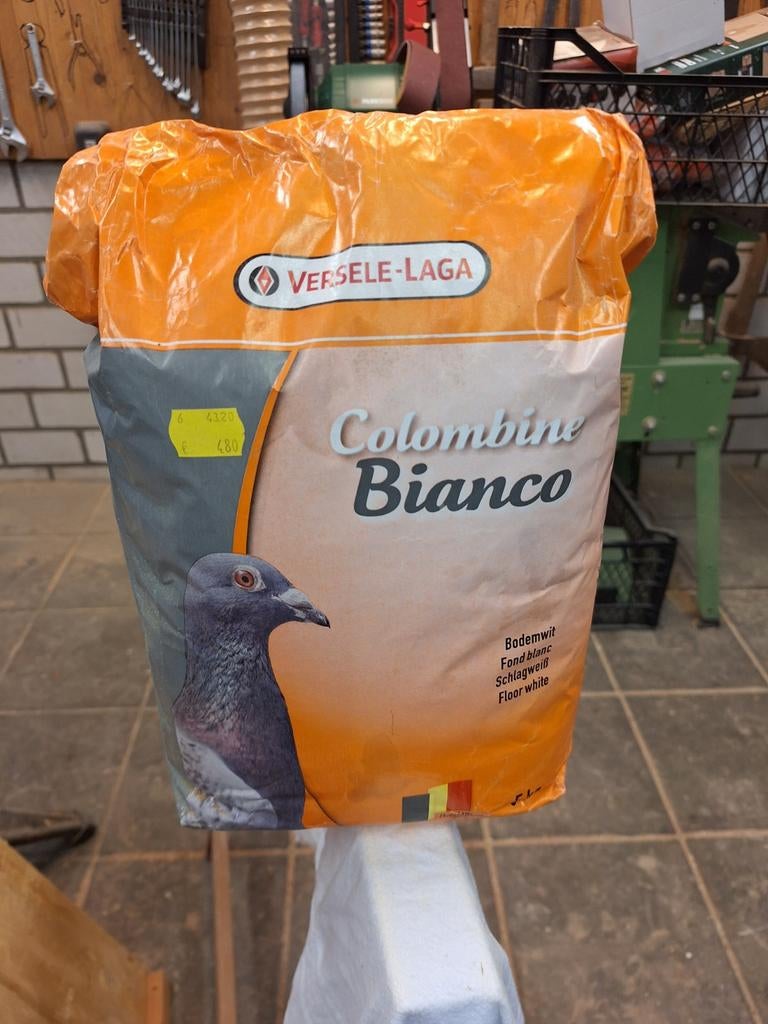 VERSELE-LAGA
6 4320
€ 480
Colombine
Bianco
Bodemwit
Fond blanc
Schlagweiß
Floor white